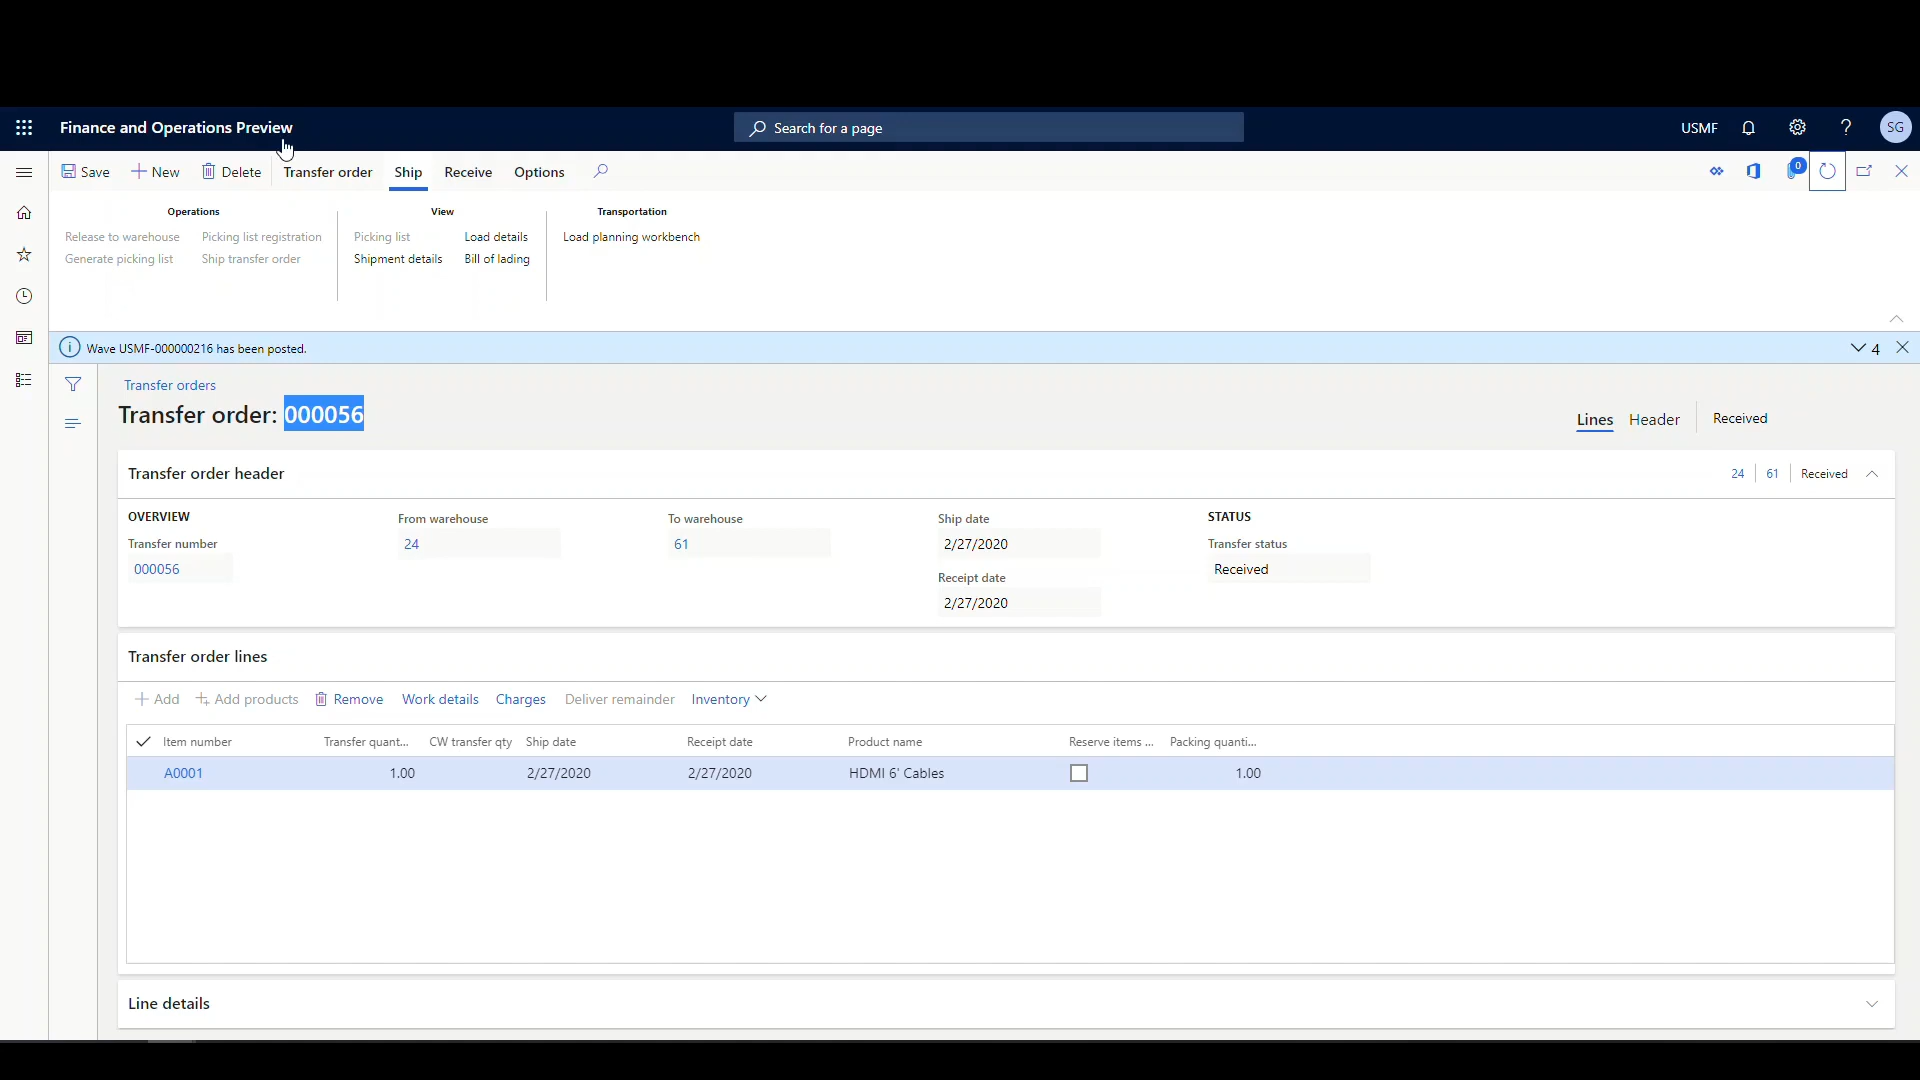 Finance and Operations Preview
Search for a page
USMF
?
SG
Save
New
Delete
Transfer order
Ship
Receive
Options
0
Operations
View
Transportation
Release to warehouse
Picking list registration
Picking list
Load details
Load planning workbench
Generate picking list
Ship transfer order
Shipment details
Bill of lading
Wave USMF-000000216 has been posted.
4
Transfer orders
Transfer order: 000056
Lines
Header
Received
Transfer order header
24
61
Received
OVERVIEW
From warehouse
To warehouse
Ship date
STATUS
Transfer number
24
61
2/27/2020
Transfer status
000056
Receipt date
Received
2/27/2020
Transfer order lines
Add
Add products
Remove
Work details
Charges
Deliver remainder
Inventory
Item number
Transfer quant...
CW transfer qty
Ship date
Receipt date
Product name
Reserve items ...
Packing quanti...
A0001
1.00
2/27/2020
2/27/2020
HDMI 6' Cables
1.00
Line details